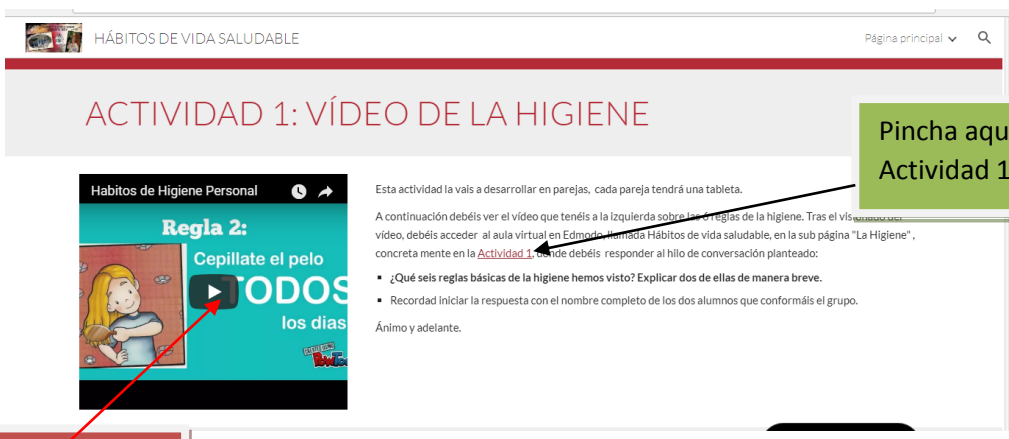 HÁBITOS DE VIDA SALUDABLE
Página principal
ACTIVIDAD 1: VÍDEO DE LA HIGIENE
Pincha aqu
Actividad 1
Habitos de Higiene Personal
Regla 2:
Cepillate el pelo
TODOS
los dias
Esta actividad la vais a desarrollar en parejas, cada pareja tendrá una tableta.
A continuación debéis ver el vídeo que tenéis a la izquierda sobre las 6 reglas de la higiene. Tras el visionado del
vídeo, debéis acceder al aula virtual en Edmodo, llamada Hábitos de vida saludable, en la sub página "La Higiene" ,
concreta mente en la Actividad 1, donde debéis responder al hilo de conversación planteado:
¿Qué seis reglas básicas de la higiene hemos visto? Explicar dos de ellas de manera breve.
Recordad iniciar la respuesta con el nombre completo de los dos alumnos que conformáis el grupo.
Ánimo y adelante.